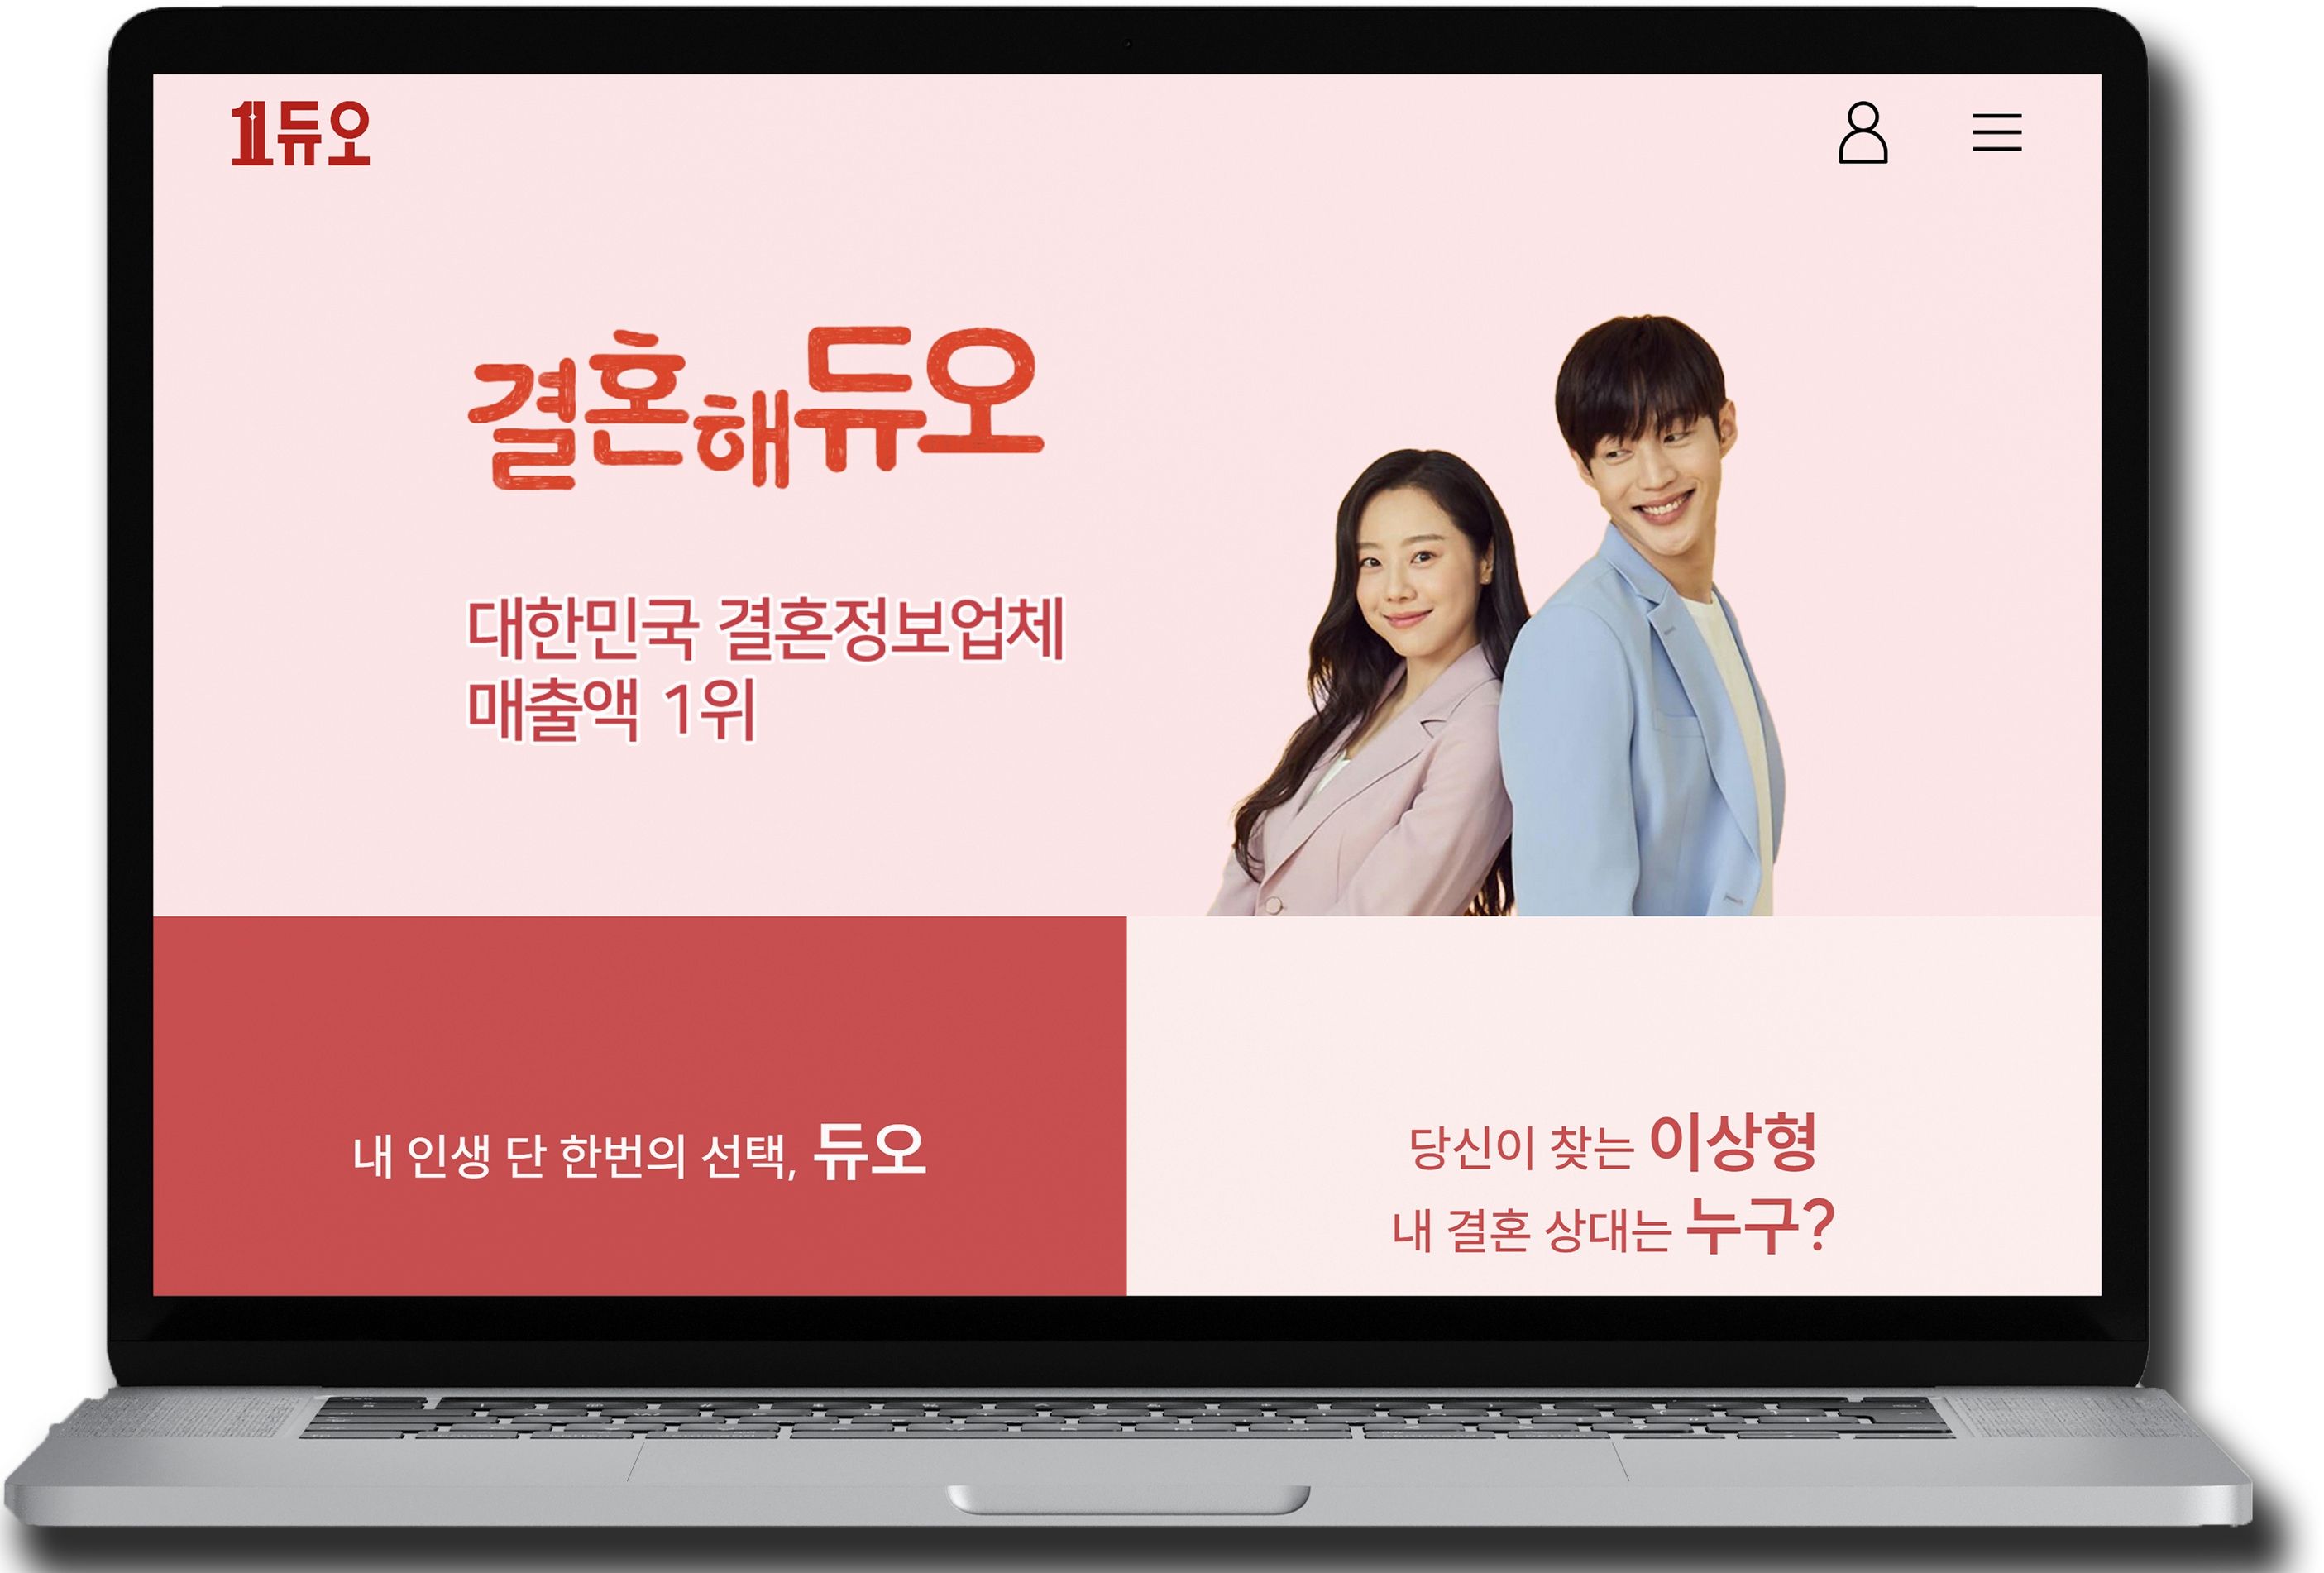 1듀오
결혼해듀오
대한민국 결혼정보업체
매출액 1위
내 인생 단 한번의 선택, 듀오
당신이 찾는 이상형
내 결혼 상대는 누구?